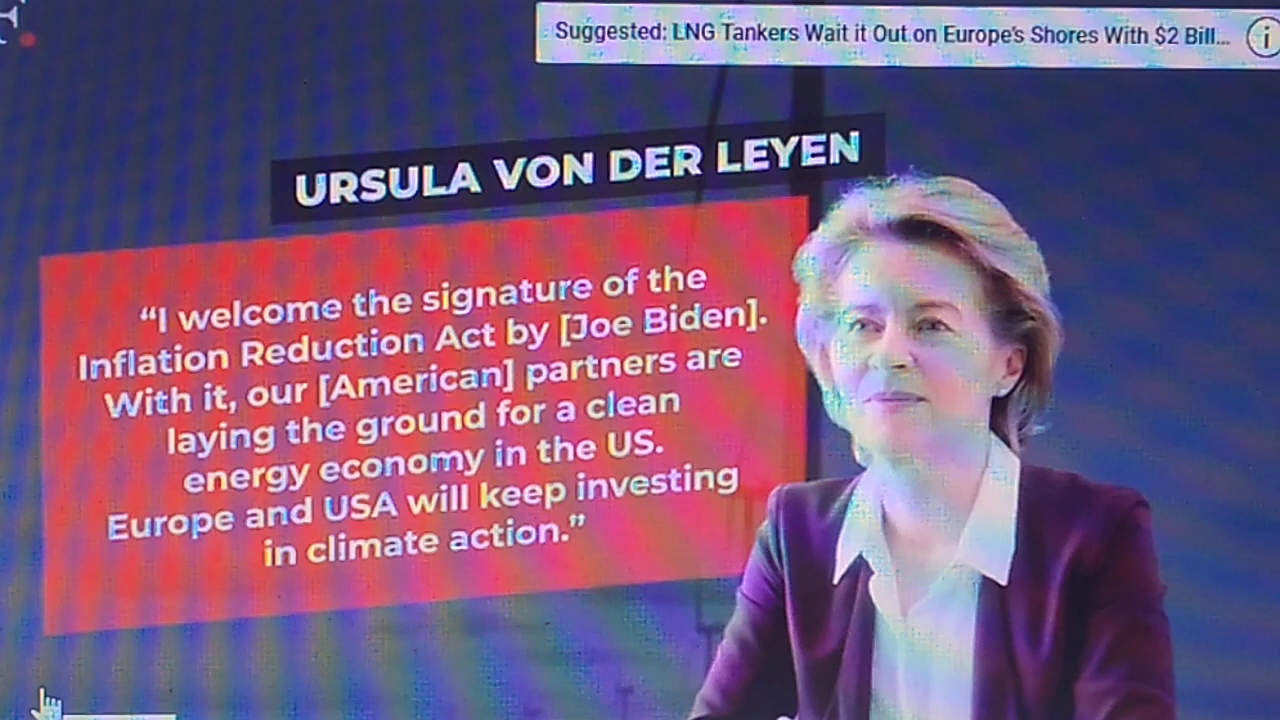 Suggested: LNG Tankers Wait it Out on Europe's Shores With $2 Bill...
URSULA VON DER LEYEN
“I welcome the signature of the
Inflation Reduction Act by [Joe Biden].
With it, our [American] partners are
laying the ground for a clean
energy economy in the US.
Europe and USA will keep investing
in climate action.”